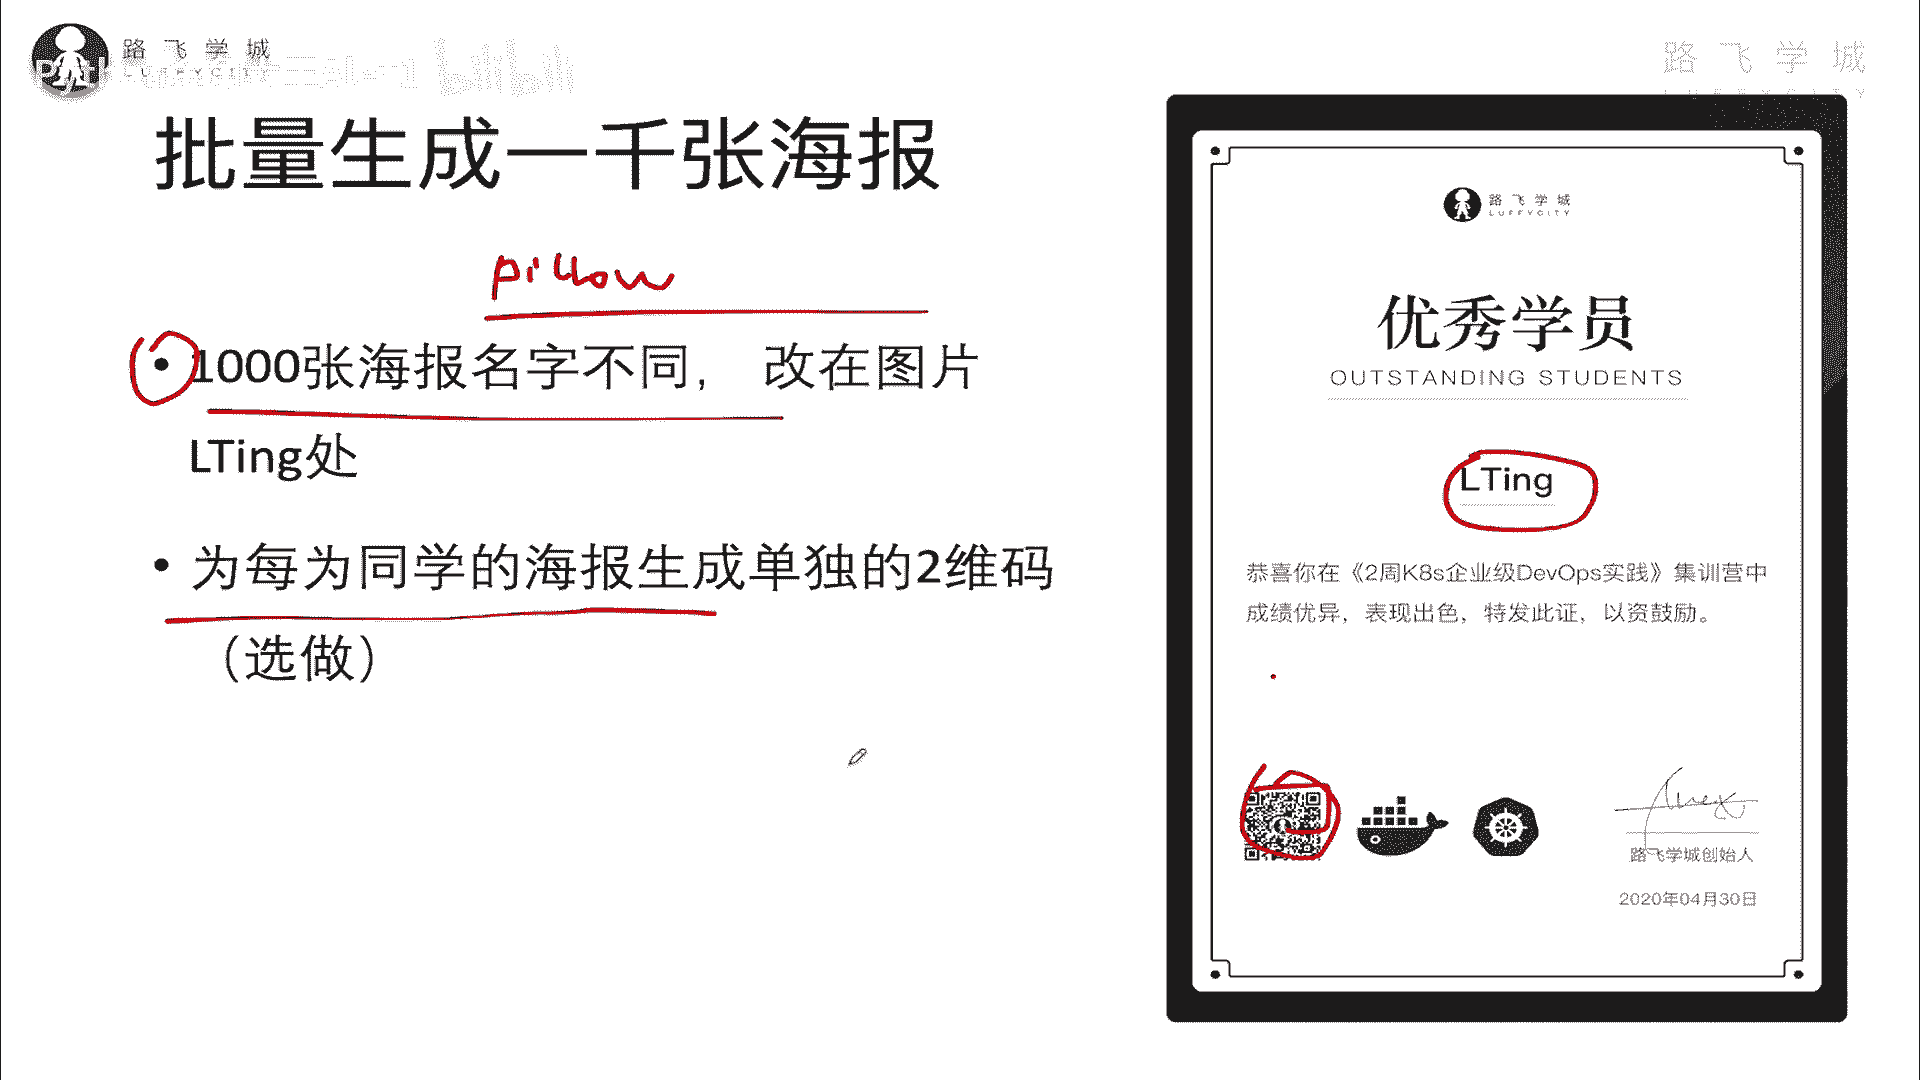 路飞学城
LUFFYCITY
路飞学城
批量生成一千张海报
pillow
• 1000张海报名字不同， 改在图片
LTing处
• 为每为同学的海报生成单独的2维码
（选做）
路飞学城
LUFFYCITY
优秀学员
OUTSTANDING STUDENTS
LTing
恭喜你在《2周K8s企业级DevOps实践》集训营中
成绩优异，表现出色，特发此证，以资鼓励。
路飞学城创始人
2020年04月30日